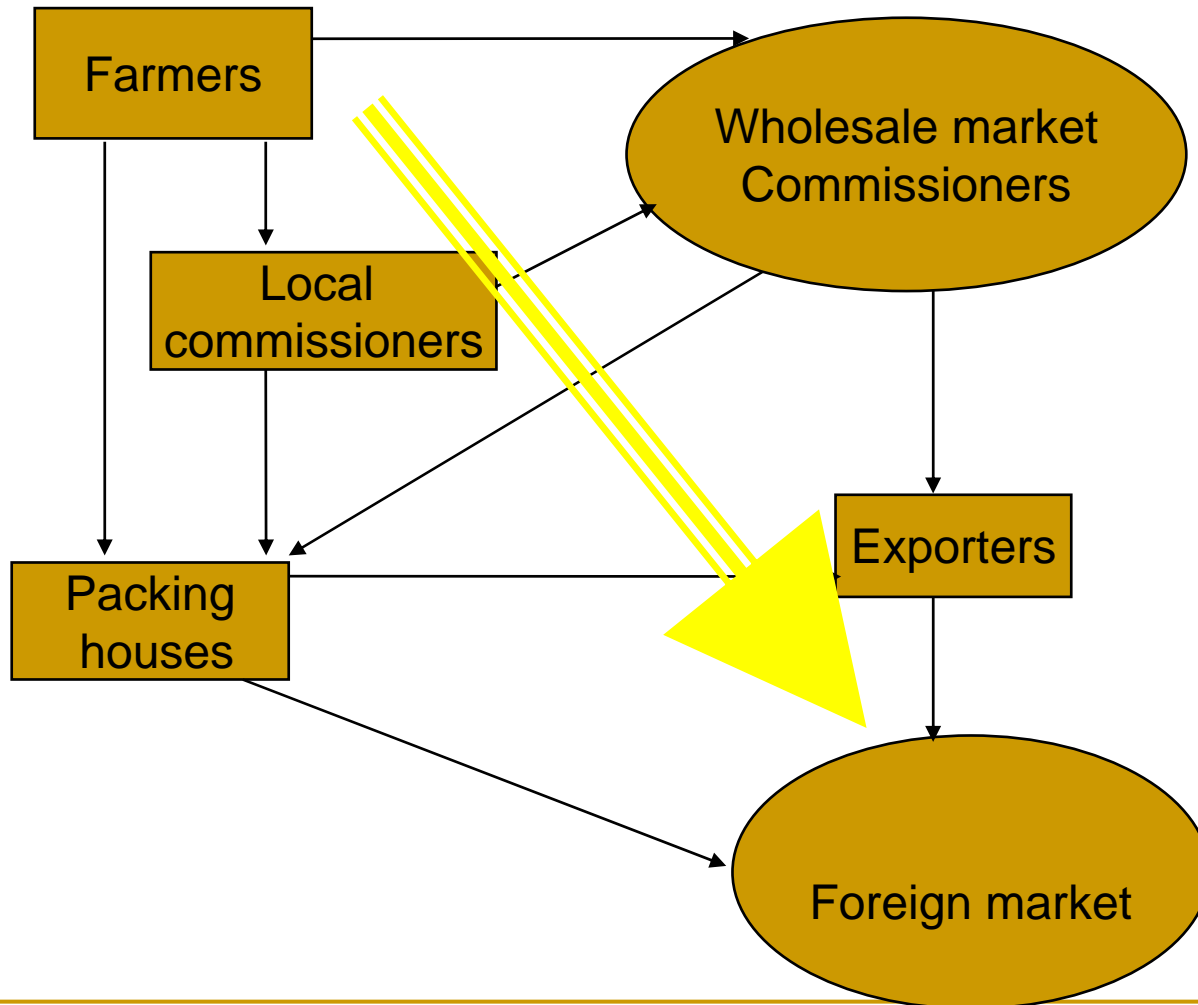 Farmers
Wholesale market
Commissioners
Local
commissioners
Exporters
Packing
houses
Foreign market